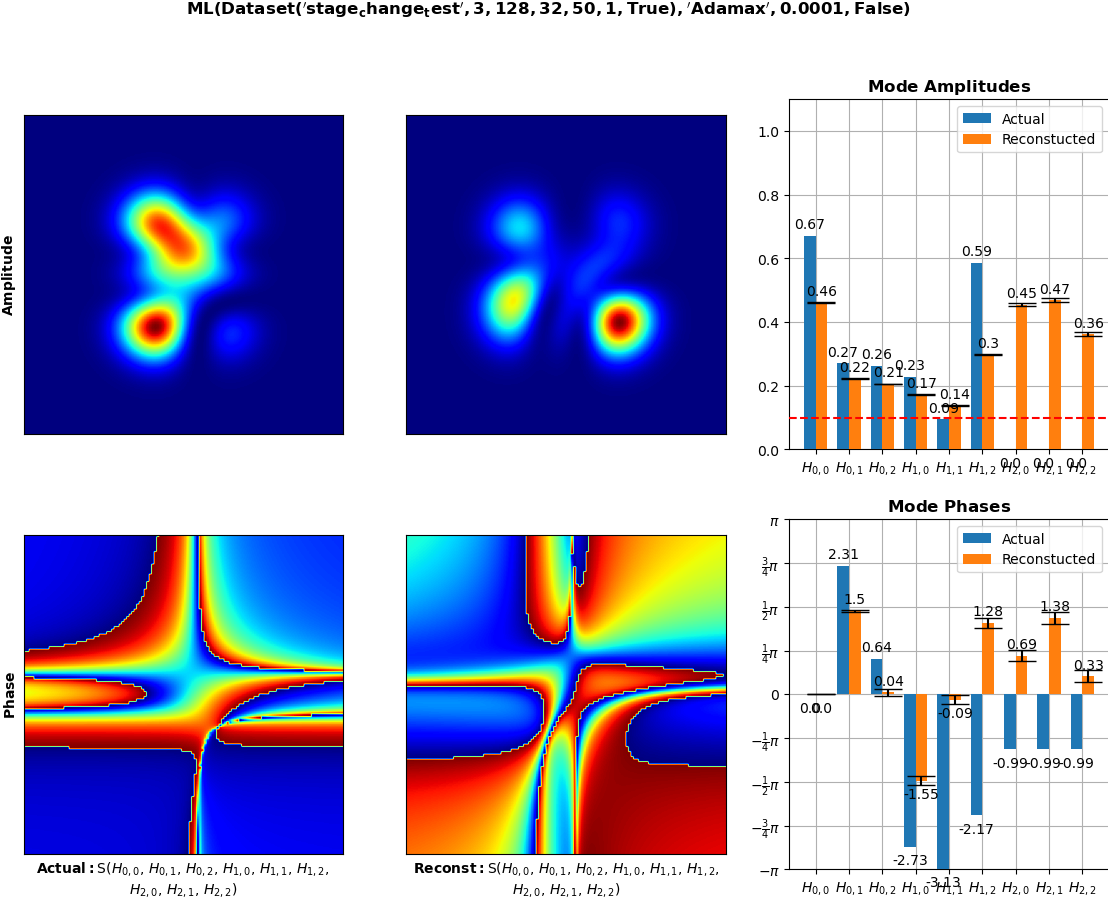 ML(Dataset('stage_change_test', 3, 128, 32, 50, 1, True), 'Adamax', 0.0001, False)
Amplitude
Mode Amplitudes
Actual
Reconstucted
1.0
0.8
0.6
0.4
0.2
0.0
0.67
0.46
0.27
0.22
0.26
0.21
0.23
0.17
0.09
0.14
0.59
0.3
0.0
0.45
0.0
0.47
0.0
0.36
H0,0 H0,1 H0,2 H1,0 H1,1 H1,2 H2,0 H2,1 H2,2
Phase
Actual: S(H0,0, H0,1, H0,2, H1,0, H1,1, H1,2,
H2,0, H2,1, H2,2)
Reconst: S(H0,0, H0,1, H0,2, H1,0, H1,1, H1,2,
H2,0, H2,1, H2,2)
Mode Phases
Actual
Reconstucted
π
3/4π
1/2π
1/4π
0
−1/4π
−1/2π
−3/4π
−π
0.0
0.0
2.31
1.5
0.64
0.04
-2.73
-1.55
-3.13
-0.09
-2.17
1.28
-0.99
0.69
-0.99
1.38
-0.99
0.33
H0,0 H0,1 H0,2 H1,0 H1,1 H1,2 H2,0 H2,1 H2,2